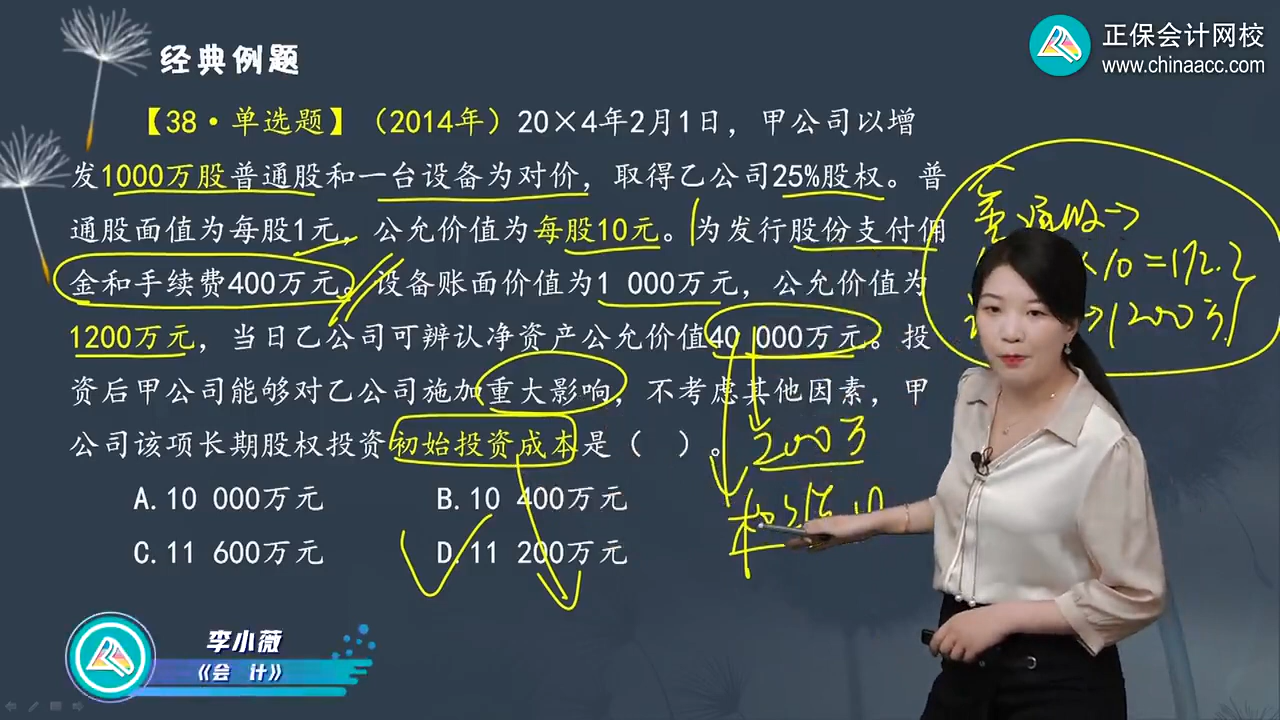 正保会计网校
www.chinaacc.com
经典例题
【38·单选题】（2014年）20×4年2月1日，甲公司以增
发1000万股普通股和一台设备为对价，取得乙公司25%股权。普
通股面值为每股1元，公允价值为每股10元。为发行股份支付佣
金和手续费400万元。设备账面价值为1 000万元，公允价值为
1200万元，当日乙公司可辨认净资产公允价值40 000万元。投
资后甲公司能够对乙公司施加重大影响，不考虑其他因素，甲
公司该项长期股权投资初始投资成本是（ ）。
A.10 000万元
B.10 400万元
C.11 600万元
D.11 200万元
200万
1200万
李小薇
《会 计》